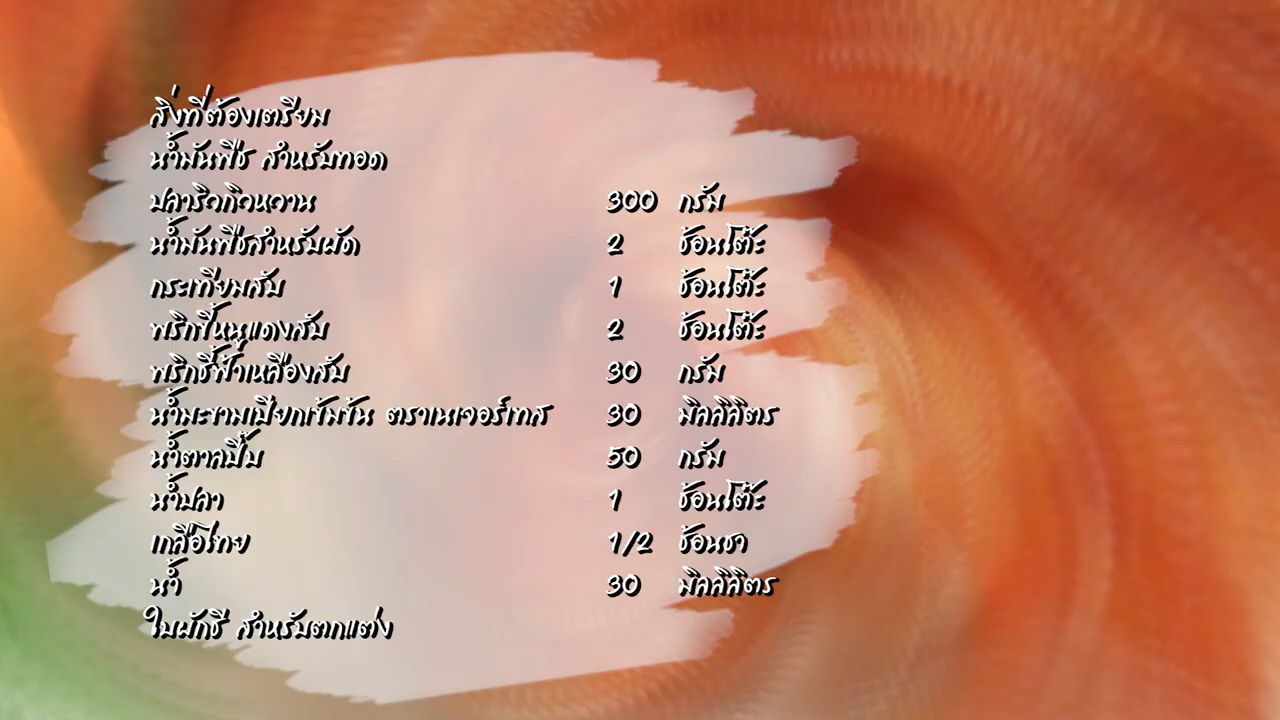 สิ่งที่ต้องเตรียม
น้ำมันพืช สำหรับทอด
ปลาริวกิวหวาน 300 กรัม
น้ำมันพืชสำหรับผัด 2 ช้อนโต๊ะ
กระเทียมสับ 1 ช้อนโต๊ะ
พริกขี้หนูแดงสับ 2 ช้อนโต๊ะ
พริกชี้ฟ้าเหลืองสับ 30 กรัม
น้ำมะขามเปียกเข้มข้น ตราเนเจอร์เทส 30 มิลลิลิตร
น้ำตาลปี๊บ 50 กรัม
น้ำปลา 1 ช้อนโต๊ะ
เกลือไทย 1/2 ช้อนชา
น้ำ 30 มิลลิลิตร
ใบผักชี สำหรับตกแต่ง